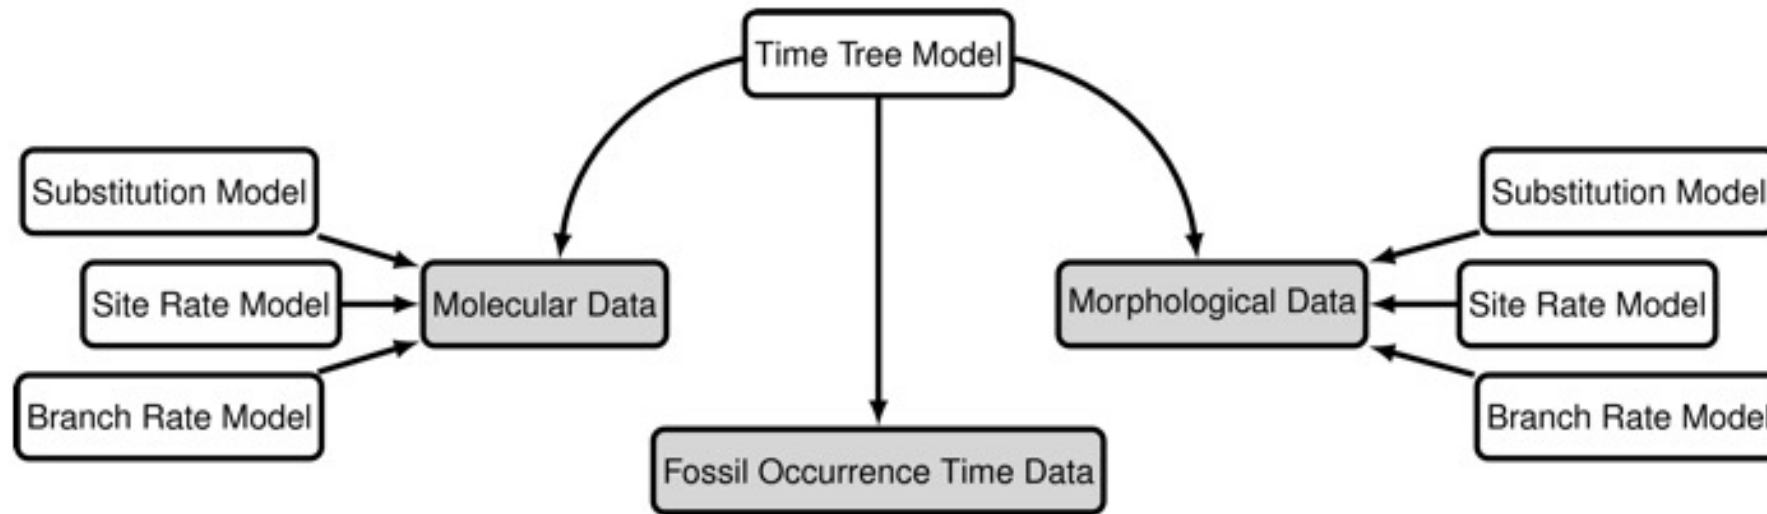 Time Tree Model
Substitution Model
Substitution Model
Site Rate Model
Molecular Data
Morphological Data
Site Rate Model
Branch Rate Model
Branch Rate Model
Fossil Occurrence Time Data